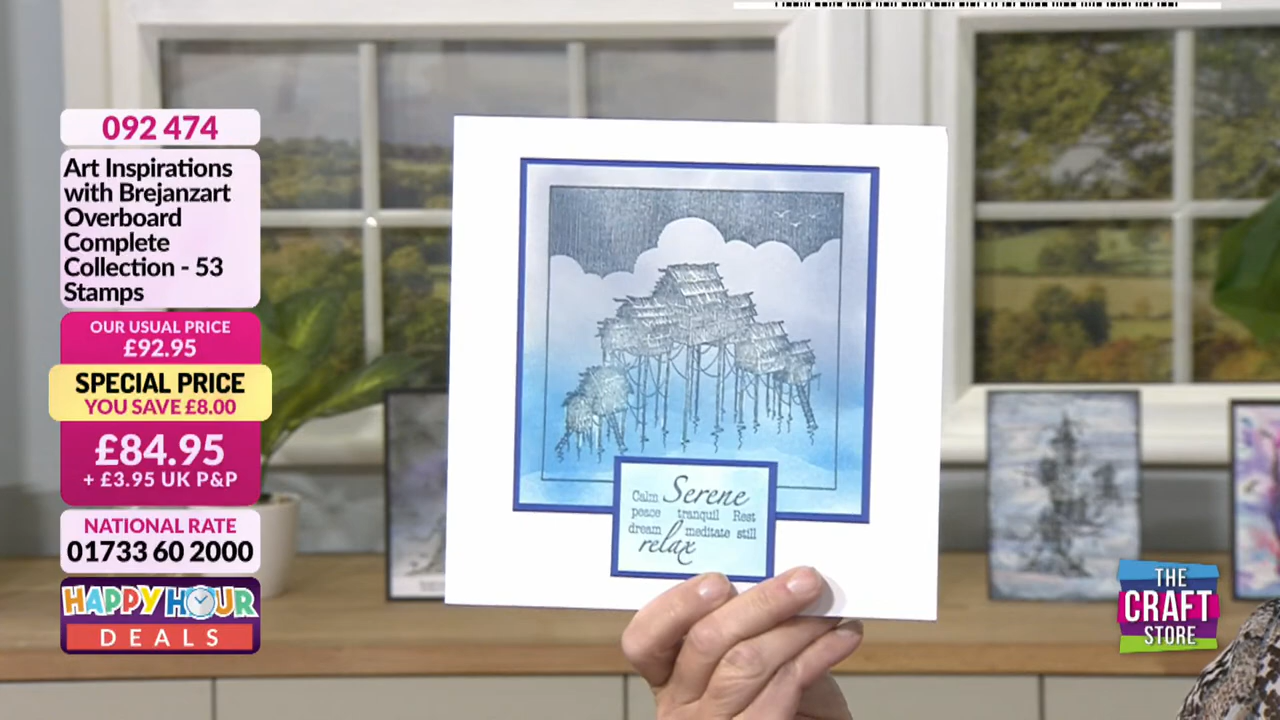 092 474
Art Inspirations
with Brejanzart
Overboard
Complete
Collection - 53
Stamps
OUR USUAL PRICE
£92.95
SPECIAL PRICE
YOU SAVE £8.00
£84.95
+ £3.95 UK P&P
NATIONAL RATE
01733 60 2000
HAPPY HOUR
DEALS
Calm Serene
peace tranquil Rest
dream meditate still
relax
THE
CRAFT
STORE